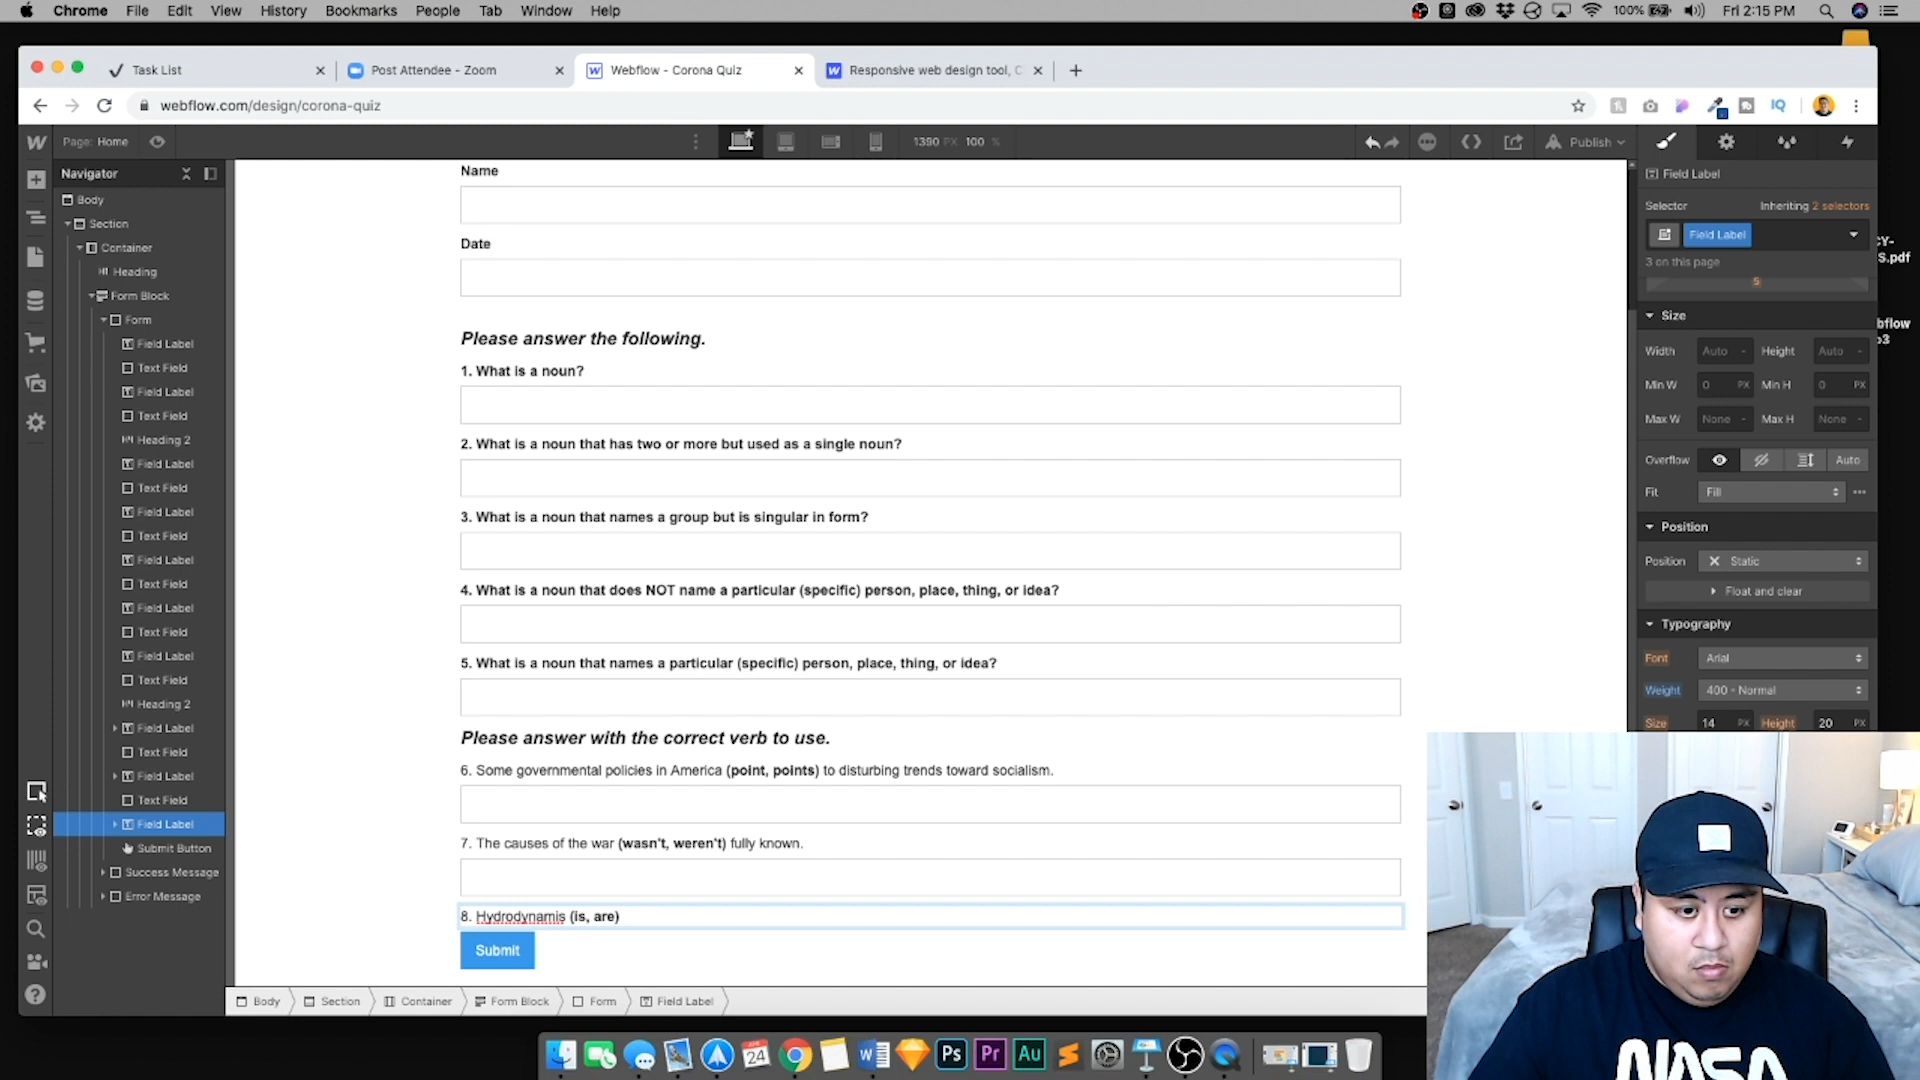 Chrome File Edit View History Bookmarks People Tab Window Help
100% Fri 2:15 PM
Task List
Post Attendee - Zoom
Webflow - Corona Quiz
Responsive web design tool, C
webflow.com/design/corona-quiz
IQ
Page: Home
1390 PX 100 %
Publish
Navigator
Body
Section
Container
Heading
Form Block
Form
Field Label
Text Field
Field Label
Text Field
Heading 2
Field Label
Text Field
Field Label
Text Field
Field Label
Text Field
Field Label
Text Field
Field Label
Text Field
Heading 2
Field Label
Text Field
Field Label
Text Field
Field Label
Submit Button
Success Message
Error Message
Name
Date
Please answer the following.
1. What is a noun?
2. What is a noun that has two or more but used as a single noun?
3. What is a noun that names a group but is singular in form?
4. What is a noun that does NOT name a particular (specific) person, place, thing, or idea?
5. What is a noun that names a particular (specific) person, place, thing, or idea?
Please answer with the correct verb to use.
6. Some governmental policies in America (point, points) to disturbing trends toward socialism.
7. The causes of the war (wasn't, weren't) fully known.
8. Hydrodynamis (is, are)
Submit
Body Section Container Form Block Form Field Label
Field Label
Selector Inheriting 2 selectors
Field Label
3 on this page
5
Size
Width Auto - Height Auto -
Min W 0 PX Min H 0 PX
Max W None - Max H None -
Overflow Auto
Fit Fill
Position
Position Static
Float and clear
Typography
Font Arial
Weight 400 - Normal
Size 14 PX Height 20 PX
CY-
S.pdf
bflow
o3
APR
24
Ps Pr Au
NASA